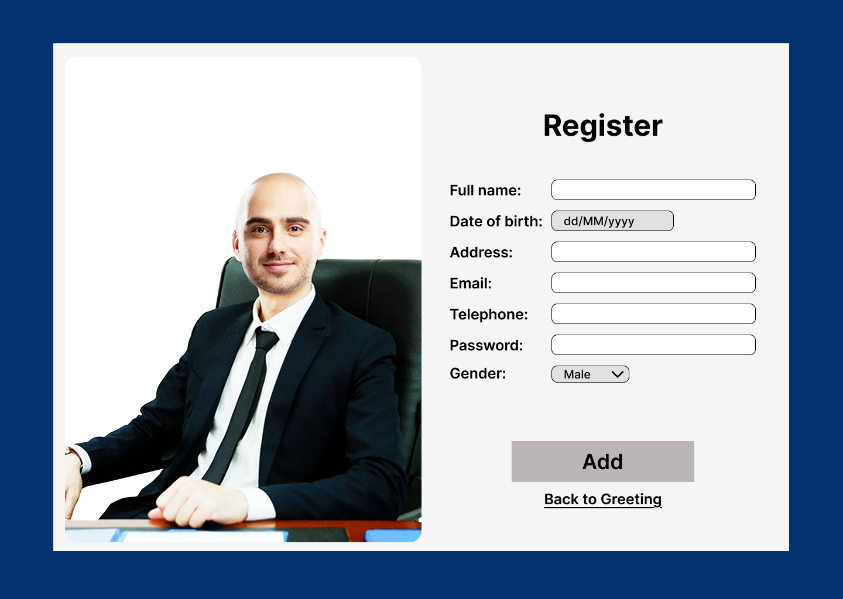 Register
Full name:
Date of birth: dd/MM/yyyy
Address:
Email:
Telephone:
Password:
Gender: Male
Add
Back to Greeting